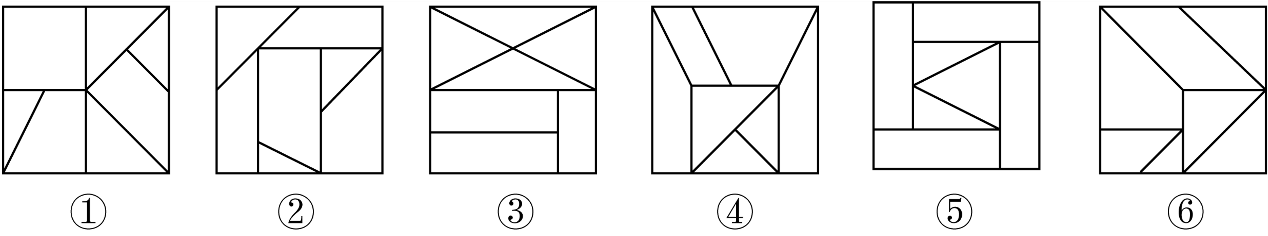 ① ② ③ ④ ⑤ ⑥